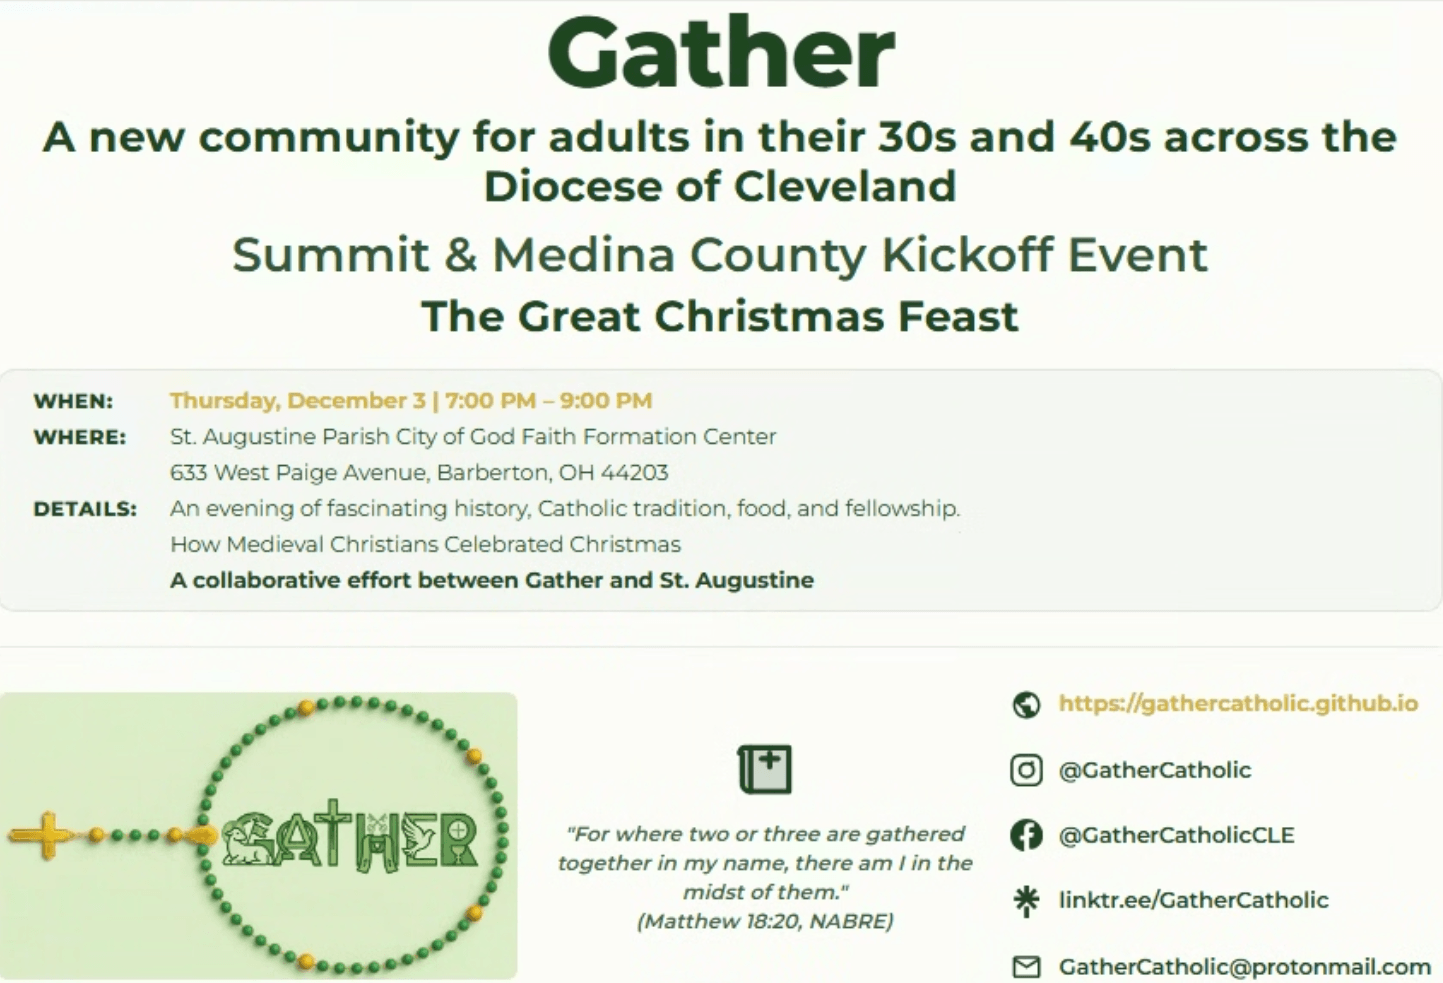 Gather
A new community for adults in their 30s and 40s across the
Diocese of Cleveland
Summit & Medina County Kickoff Event
The Great Christmas Feast
WHEN: Thursday, December 3 | 7:00 PM – 9:00 PM
WHERE: St. Augustine Parish City of God Faith Formation Center
633 West Paige Avenue, Barberton, OH 44203
DETAILS: An evening of fascinating history, Catholic tradition, food, and fellowship.
How Medieval Christians Celebrated Christmas
A collaborative effort between Gather and St. Augustine
GATHER
"For where two or three are gathered
together in my name, there am I in the
midst of them."
(Matthew 18:20, NABRE)
https://gathercatholic.github.io
@GatherCatholic
@GatherCatholicCLE
linktr.ee/GatherCatholic
GatherCatholic@protonmail.com